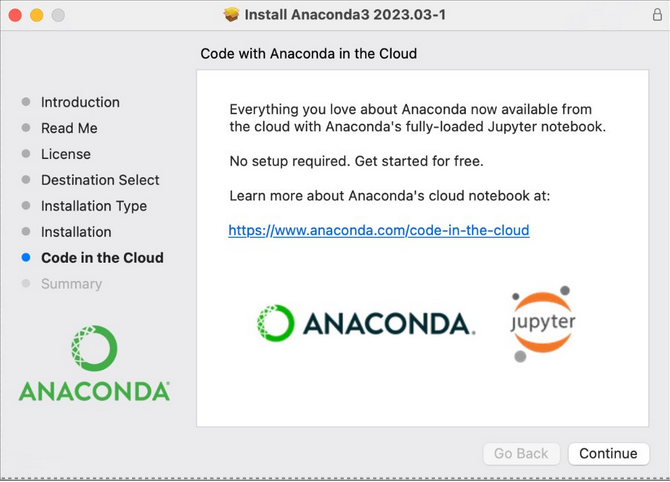 Install Anaconda3 2023.03-1
Code with Anaconda in the Cloud
Introduction
Read Me
License
Destination Select
Installation Type
Installation
Code in the Cloud
Summary
ANACONDA
Everything you love about Anaconda now available from
the cloud with Anaconda's fully-loaded Jupyter notebook.
No setup required. Get started for free.
Learn more about Anaconda's cloud notebook at:
https://www.anaconda.com/code-in-the-cloud
ANACONDA.
jupyter
Go Back
Continue